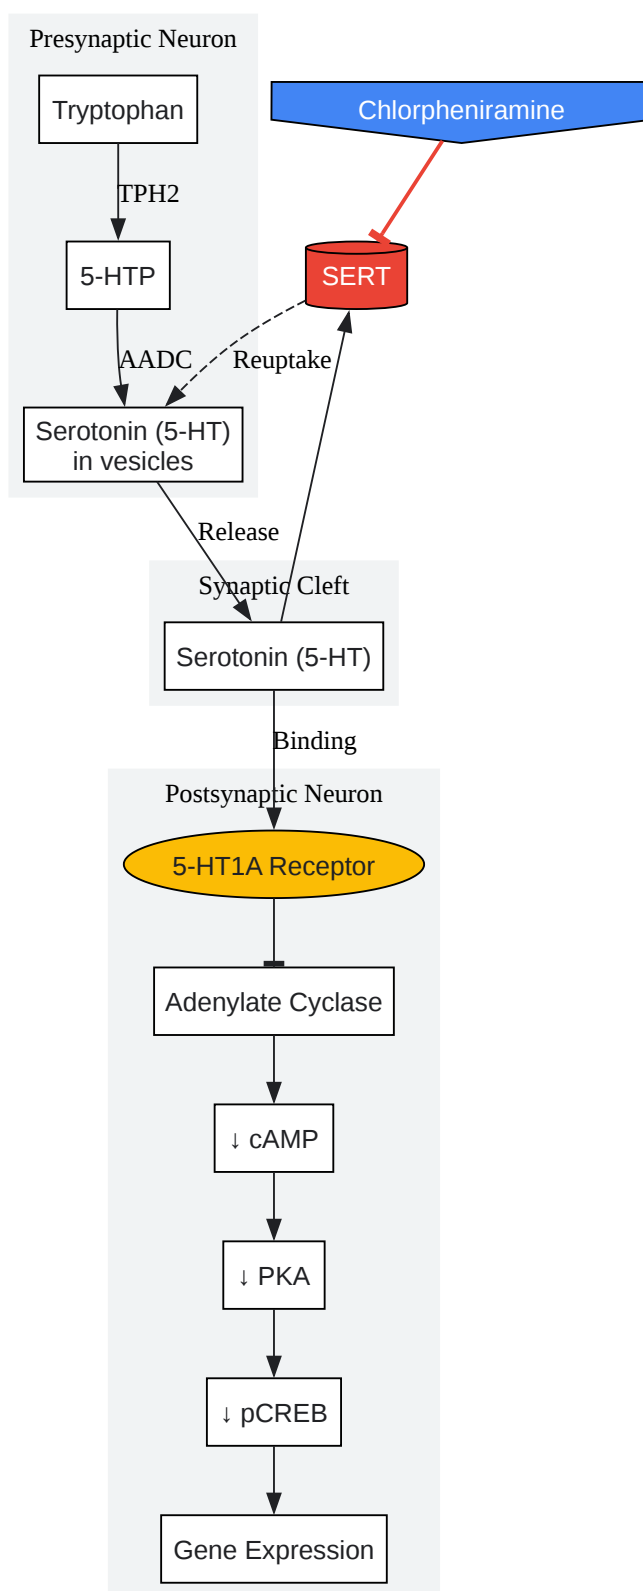 Presynaptic Neuron
Tryptophan
Chlorpheniramine
TPH2
5-HTP
SERT
AADC
Reuptake
Serotonin (5-HT)
in vesicles
Release
Synaptic Cleft
Serotonin (5-HT)
Binding
Postsynaptic Neuron
5-HT1A Receptor
Adenylate Cyclase
↓ cAMP
↓ PKA
↓ pCREB
Gene Expression